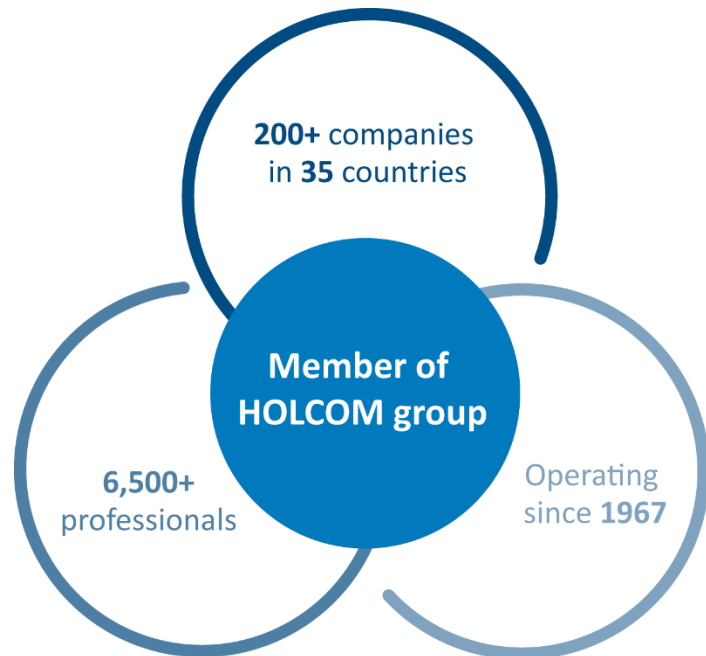 200+ companies
in 35 countries
Member of
HOLCOM group
6,500+
professionals
Operating
since 1967